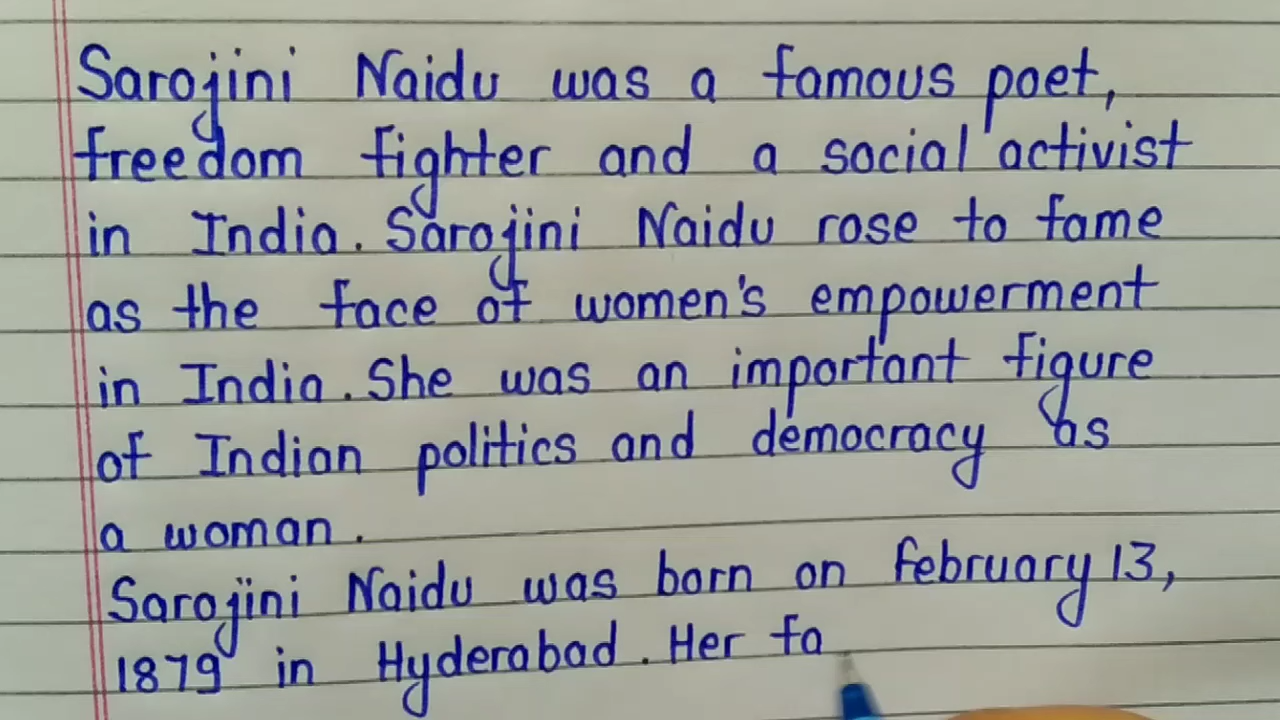 Sarojini Naidu was a famous poet,
freedom fighter and a social activist
in India. Sarojini Naidu rose to fame
as the face of women's empowerment
in India. She was an important figure
of Indian politics and democracy as
a woman.
Sarojini Naidu was born on february 13,
1879 in Hyderabad. Her fa